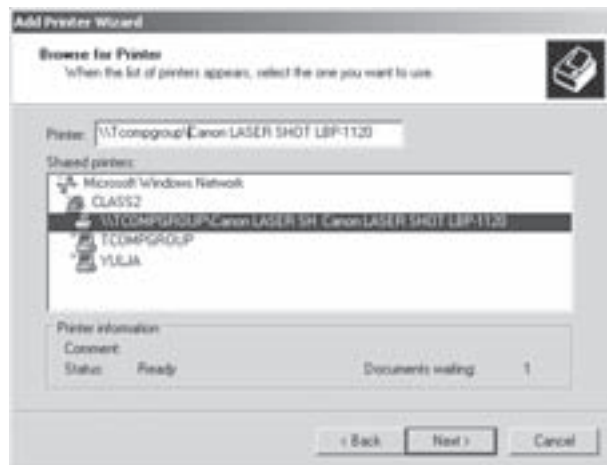 Add Printer Wizard
Browse for Printer
When the list of printers appears, select the one you want to use.
Printer: \\Tcompgroup\Canon LASER SHOT LBP-1120
Shared printers:
Microsoft Windows Network
CLASS2
\\TCOMPGROUP\Canon LASER SH Canon LASER SHOT LBP-1120
TCOMPGROUP
YULJA
Printer information
Comment:
Status: Ready Documents waiting: 1
< Back Next > Cancel